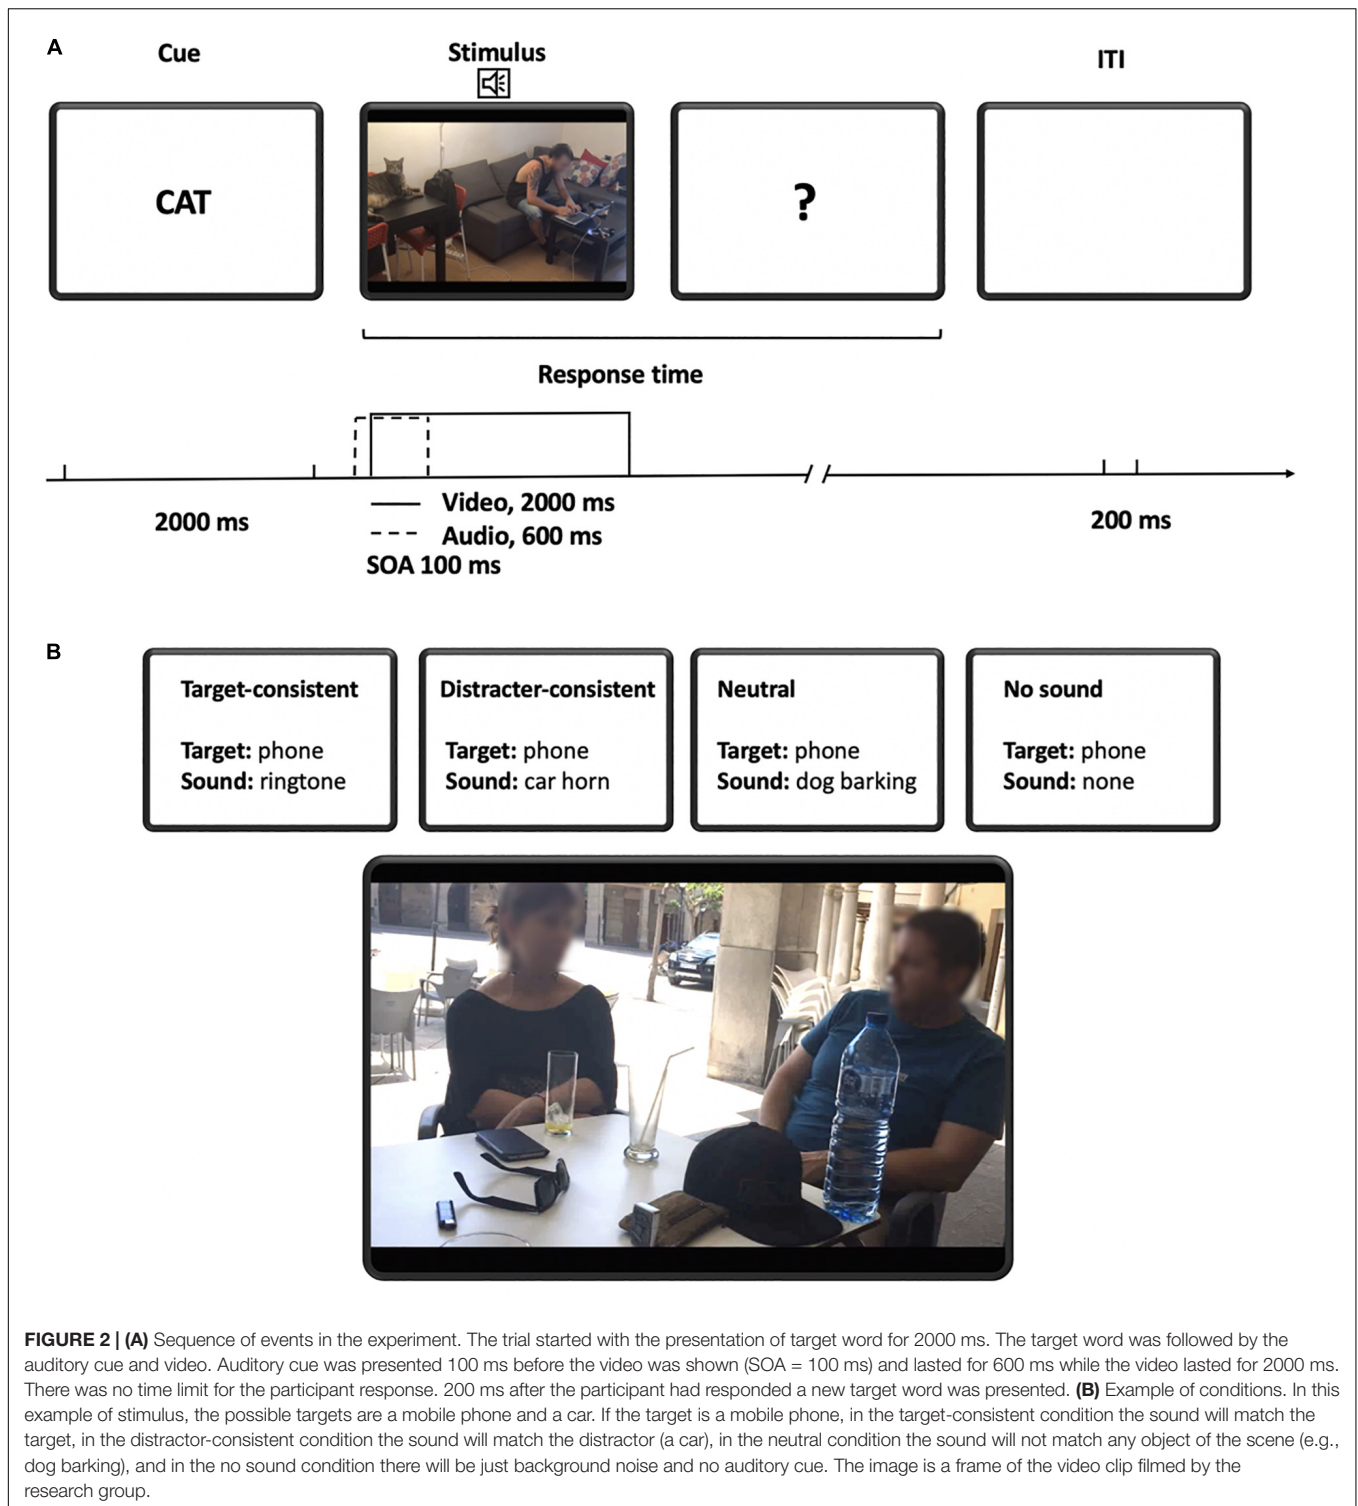 A
Cue
Stimulus
ITI
CAT
?
Response time
2000 ms
Video, 2000 ms
Audio, 600 ms
SOA 100 ms
200 ms
B
Target-consistent
Target: phone
Sound: ringtone
Distracter-consistent
Target: phone
Sound: car horn
Neutral
Target: phone
Sound: dog barking
No sound
Target: phone
Sound: none
FIGURE 2 | (A) Sequence of events in the experiment. The trial started with the presentation of target word for 2000 ms. The target word was followed by the
auditory cue and video. Auditory cue was presented 100 ms before the video was shown (SOA = 100 ms) and lasted for 600 ms while the video lasted for 2000 ms.
There was no time limit for the participant response. 200 ms after the participant had responded a new target word was presented. (B) Example of conditions. In this
example of stimulus, the possible targets are a mobile phone and a car. If the target is a mobile phone, in the target-consistent condition the sound will match the
target, in the distractor-consistent condition the sound will match the distractor (a car), in the neutral condition the sound will not match any object of the scene (e.g.,
dog barking), and in the no sound condition there will be just background noise and no auditory cue. The image is a frame of the video clip filmed by the
research group.